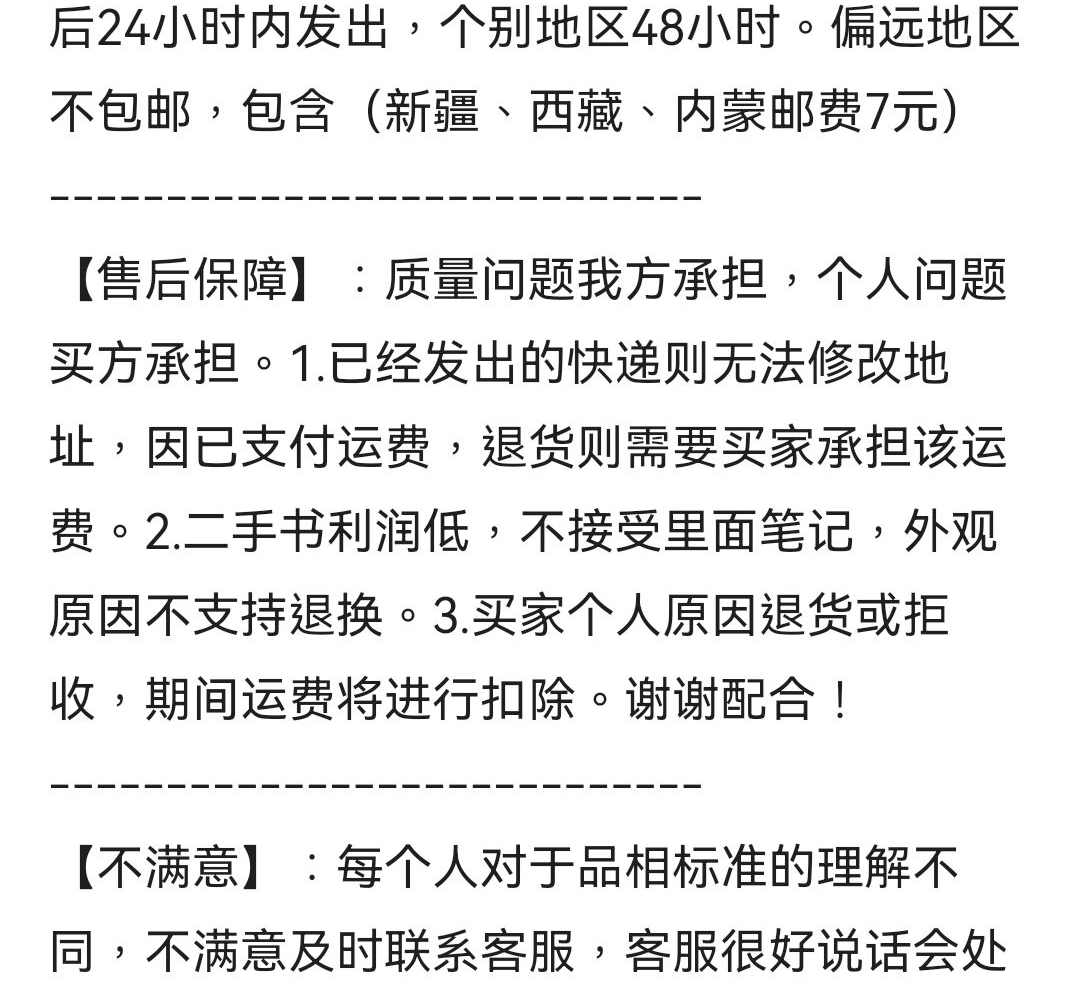 后24小时内发出，个别地区48小时。偏远地区
不包邮，包含（新疆、西藏、内蒙邮费7元）
----------------------------
【售后保障】：质量问题我方承担，个人问题
买方承担。1.已经发出的快递则无法修改地
址，因已支付运费，退货则需要买家承担该运
费。2.二手书利润低，不接受里面笔记，外观
原因不支持退换。3.买家个人原因退货或拒
收，期间运费将进行扣除。谢谢配合！
----------------------------
【不满意】：每个人对于品相标准的理解不
同，不满意及时联系客服，客服很好说话会处